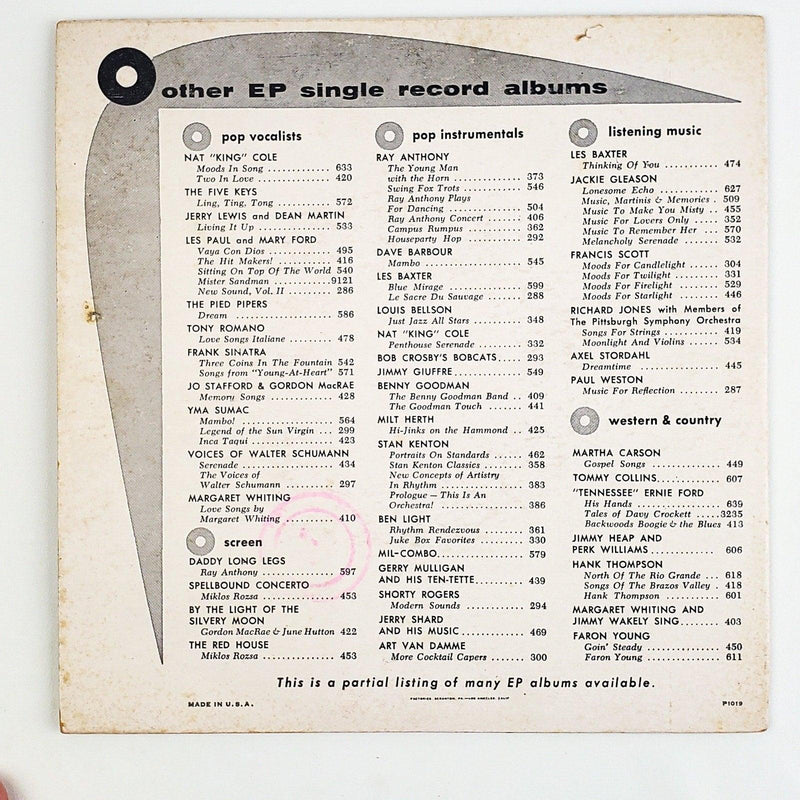 other EP single record albums
pop vocalists
NAT "KING" COLE
Moods In Song ............ 633
Two In Love .............. 420
THE FIVE KEYS
Ling, Ting, Tong ......... 572
JERRY LEWIS and DEAN MARTIN
Living It Up ............. 533
LES PAUL and MARY FORD
Vaya Con Dios ............ 495
The Hit Makers! .......... 416
Sitting On Top Of The World 540
Mister Sandman ...........9121
New Sound, Vol. II ....... 286
THE PIED PIPERS
Dream .................... 586
TONY ROMANO
Love Songs Italiane ...... 478
FRANK SINATRA
Three Coins In The Fountain 542
Songs from "Young-At-Heart" 571
JO STAFFORD & GORDON MacRAE
Memory Songs ............. 428
YMA SUMAC
Mambo! ................... 564
Legend of the Sun Virgin ... 299
Inca Taqui ............... 423
VOICES OF WALTER SCHUMANN
Serenade ................. 434
The Voices of
Walter Schumann .......... 297
MARGARET WHITING
Love Songs by
Margaret Whiting ......... 410
screen
DADDY LONG LEGS
Ray Anthony .............. 597
SPELLBOUND CONCERTO
Miklos Rozsa ............. 453
BY THE LIGHT OF THE
SILVERY MOON
Gordon MacRae & June Hutton 422
THE RED HOUSE
Miklos Rozsa ............. 453
pop instrumentals
RAY ANTHONY
The Young Man
with the Horn ............ 373
Swing Fox Trots .......... 546
Ray Anthony Plays
For Dancing .............. 504
Ray Anthony Concert ...... 406
Campus Rumpus ............ 362
Houseparty Hop ........... 292
DAVE BARBOUR
Mambo .................... 545
LES BAXTER
Blue Mirage .............. 599
Le Sacre Du Sauvage ...... 288
LOUIS BELLSON
Just Jazz All Stars ...... 348
NAT "KING" COLE
Penthouse Serenade ....... 332
BOB CROSBY'S BOBCATS..... 293
JIMMY GIUFFRE............ 549
BENNY GOODMAN
The Benny Goodman Band .. 409
The Goodman Touch ........ 441
MILT HERTH
Hi-Jinks on the Hammond .. 425
STAN KENTON
Portraits On Standards ... 462
Stan Kenton Classics ..... 358
New Concepts of Artistry
In Rhythm ................ 383
Prologue — This Is An
Orchestra! ............... 386
BEN LIGHT
Rhythm Rendezvous ........ 361
Juke Box Favorites ....... 330
MIL-COMBO................ 579
GERRY MULLIGAN
AND HIS TEN-TETTE........ 439
SHORTY ROGERS
Modern Sounds ............ 294
JERRY SHARD
AND HIS MUSIC............ 469
ART VAN DAMME
More Cocktail Capers ..... 300
listening music
LES BAXTER
Thinking Of You .......... 474
JACKIE GLEASON
Lonesome Echo ............ 627
Music, Martinis & Memories . 509
Music To Make You Misty .. 455
Music For Lovers Only .... 352
Music To Remember Her ... 570
Melancholy Serenade ...... 532
FRANCIS SCOTT
Moods For Candlelight .... 304
Moods For Twilight ....... 331
Moods For Firelight ...... 529
Moods For Starlight ...... 446
RICHARD JONES with Members of
The Pittsburgh Symphony Orchestra
Songs For Strings ........ 419
Moonlight And Violins .... 534
AXEL STORDAHL
Dreamtime ................ 445
PAUL WESTON
Music For Reflection ..... 287
western & country
MARTHA CARSON
Gospel Songs ............. 449
TOMMY COLLINS............ 607
"TENNESSEE" ERNIE FORD
His Hands ................ 639
Tales of Davy Crockett ....3235
Backwoods Boogie & the Blues 413
JIMMY HEAP AND
PERK WILLIAMS............ 606
HANK THOMPSON
North Of The Rio Grande ... 618
Songs Of The Brazos Valley . 418
Hank Thompson ............ 601
MARGARET WHITING AND
JIMMY WAKELY SING........ 403
FARON YOUNG
Goin' Steady ............. 450
Faron Young .............. 611
This is a partial listing of many EP albums available.
MADE IN U.S.A.
FACTORIES: SCRANTON, PA.—LOS ANGELES, CALIF.
P1019